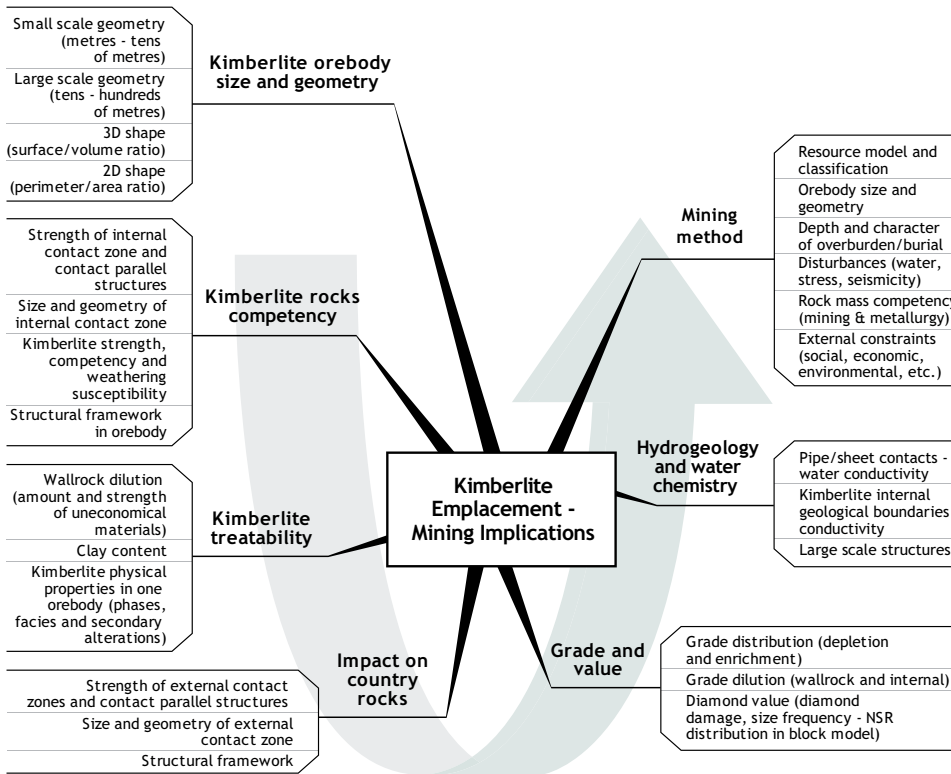 Small scale geometry
(metres - tens
of metres)
Large scale geometry
(tens - hundreds
of metres)
3D shape
(surface/volume ratio)
2D shape
(perimeter/area ratio)
Kimberlite orebody
size and geometry
Strength of internal
contact zone and
contact parallel
structures
Size and geometry of
internal contact zone
Kimberlite strength,
competency and
weathering
susceptibility
Structural framework
in orebody
Kimberlite rocks
competency
Wallrock dilution
(amount and strength
of uneconomical
materials)
Clay content
Kimberlite physical
properties in one
orebody (phases,
facies and secondary
alterations)
Kimberlite
treatability
Strength of external contact
zones and contact parallel structures
Size and geometry of external
contact zone
Structural framework
Impact on
country
rocks
Kimberlite
Emplacement -
Mining Implications
Mining
method
Resource model and
classification
Orebody size and
geometry
Depth and character
of overburden/burial
Disturbances (water,
stress, seismicity)
Rock mass competency
(mining & metallurgy)
External constraints
(social, economic,
environmental, etc.)
Hydrogeology
and water
chemistry
Pipe/sheet contacts -
water conductivity
Kimberlite internal
geological boundaries
conductivity
Large scale structures
Grade and
value
Grade distribution (depletion
and enrichment)
Grade dilution (wallrock and internal)
Diamond value (diamond
damage, size frequency - NSR
distribution in block model)